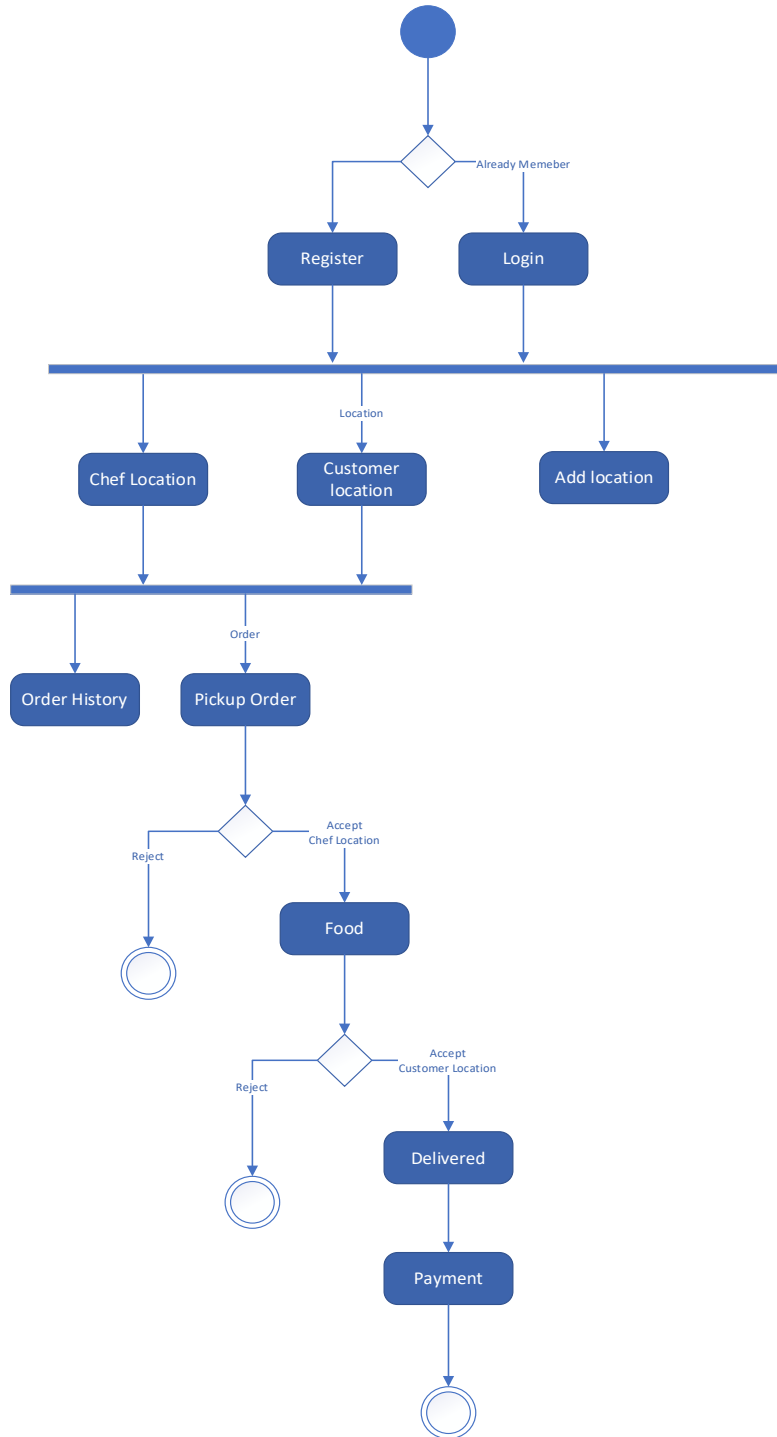 Already Memeber
Register
Login
Location
Chef Location
Customer
location
Add location
Order
Order History
Pickup Order
Accept
Chef Location
Reject
Food
Accept
Customer Location
Reject
Delivered
Payment